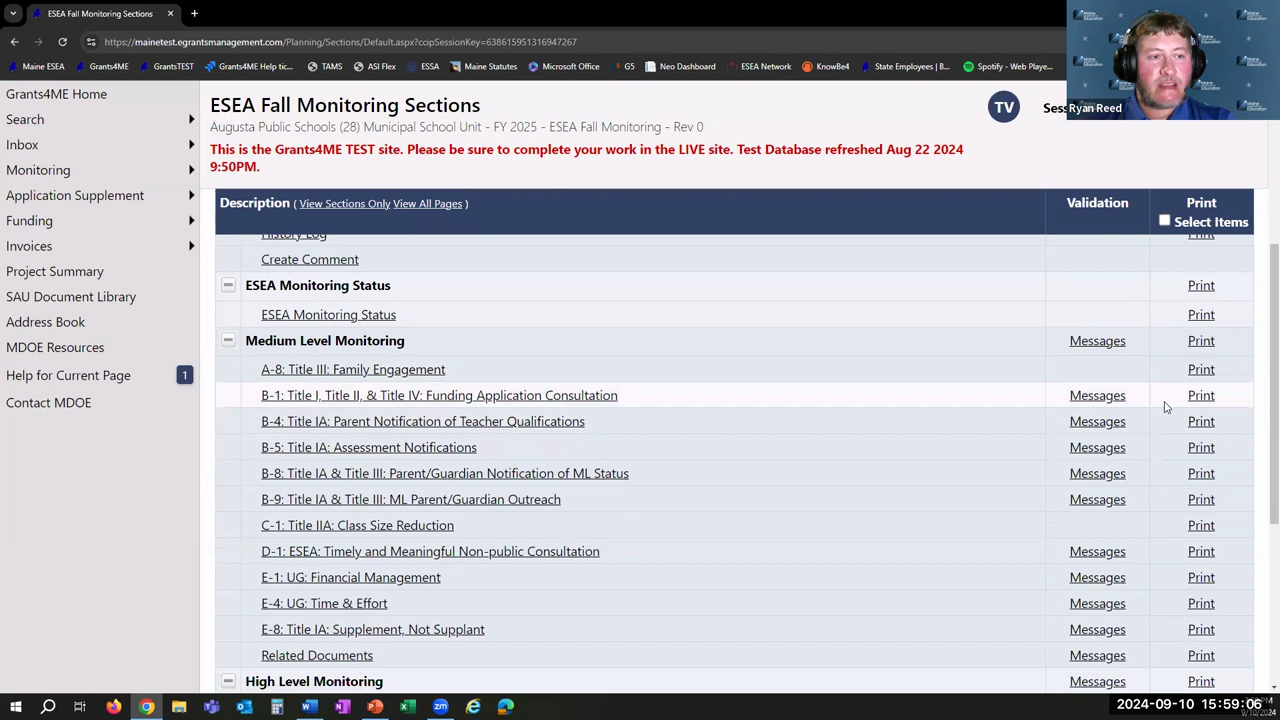 ESEA Fall Monitoring Sections
https://mainetest.egrantsmanagement.com/Planning/Sections/Default.aspx?ccipSessionKey=638615951316947267
Maine ESEA Grants4ME GrantsTEST Grants4ME Help tic... TAMS ASI Flex ESSA Maine Statutes Microsoft Office G5 Neo Dashboard ESEA Network KnowBe4 State Employees | B... Spotify - Web Playe...
Ryan Reed
Grants4ME Home
Search
Inbox
Monitoring
Application Supplement
Funding
Invoices
Project Summary
SAU Document Library
Address Book
MDOE Resources
Help for Current Page 1
Contact MDOE
ESEA Fall Monitoring Sections
TV Sess
Augusta Public Schools (28) Municipal School Unit - FY 2025 - ESEA Fall Monitoring - Rev 0
This is the Grants4ME TEST site. Please be sure to complete your work in the LIVE site. Test Database refreshed Aug 22 2024
9:50PM.
Description ( View Sections Only View All Pages ) Validation Print
Select Items
History Log Print
Create Comment
ESEA Monitoring Status Print
ESEA Monitoring Status Print
Medium Level Monitoring Messages Print
A-8: Title III: Family Engagement Print
B-1: Title I, Title II, & Title IV: Funding Application Consultation Messages Print
B-4: Title IA: Parent Notification of Teacher Qualifications Messages Print
B-5: Title IA: Assessment Notifications Messages Print
B-8: Title IA & Title III: Parent/Guardian Notification of ML Status Messages Print
B-9: Title IA & Title III: ML Parent/Guardian Outreach Messages Print
C-1: Title IIA: Class Size Reduction Print
D-1: ESEA: Timely and Meaningful Non-public Consultation Messages Print
E-1: UG: Financial Management Messages Print
E-4: UG: Time & Effort Messages Print
E-8: Title IA: Supplement, Not Supplant Messages Print
Related Documents Messages Print
High Level Monitoring Messages Print
2024-09-10 15:59:06